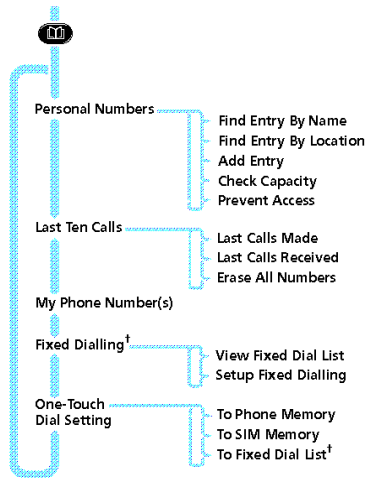 Personal Numbers
Find Entry By Name
Find Entry By Location
Add Entry
Check Capacity
Prevent Access
Last Ten Calls
Last Calls Made
Last Calls Received
Erase All Numbers
My Phone Number(s)
Fixed Dialling†
View Fixed Dial List
Setup Fixed Dialling
One-Touch
Dial Setting
To Phone Memory
To SIM Memory
To Fixed Dial List†